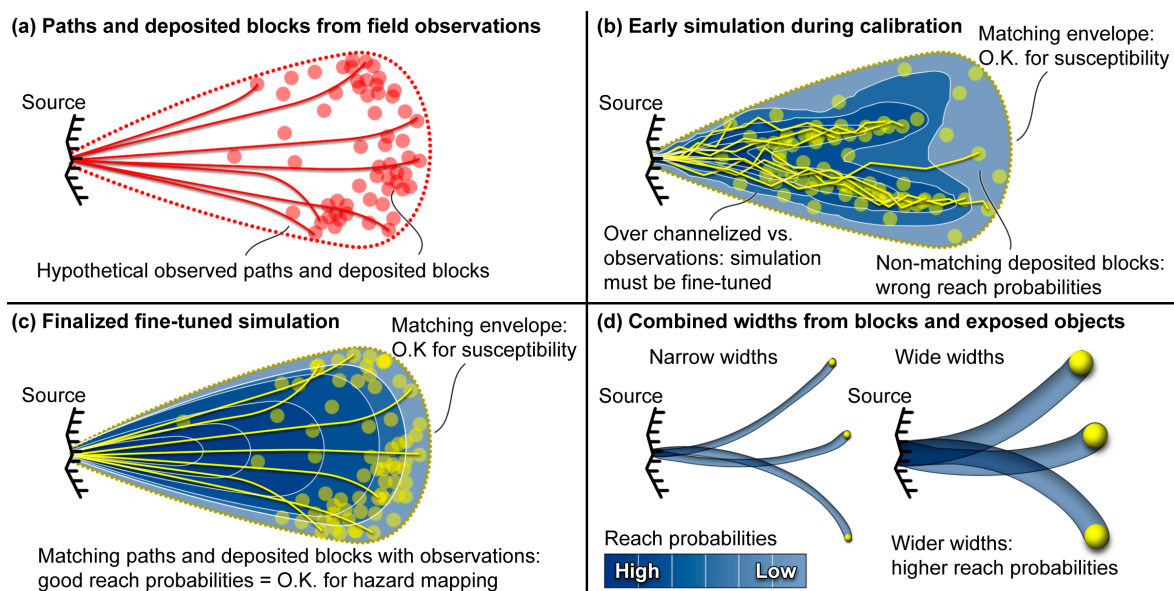 (a) Paths and deposited blocks from field observations
Source
Hypothetical observed paths and deposited blocks
(b) Early simulation during calibration
Matching envelope:
O.K. for susceptibility
Source
Over channelized vs.
observations: simulation
must be fine-tuned
Non-matching deposited blocks:
wrong reach probabilities
(c) Finalized fine-tuned simulation
Matching envelope:
O.K for susceptibility
Source
Matching paths and deposited blocks with observations:
good reach probabilities = O.K. for hazard mapping
(d) Combined widths from blocks and exposed objects
Narrow widths
Wide widths
Source
Source
Reach probabilities
High
Low
Wider widths:
higher reach probabilities